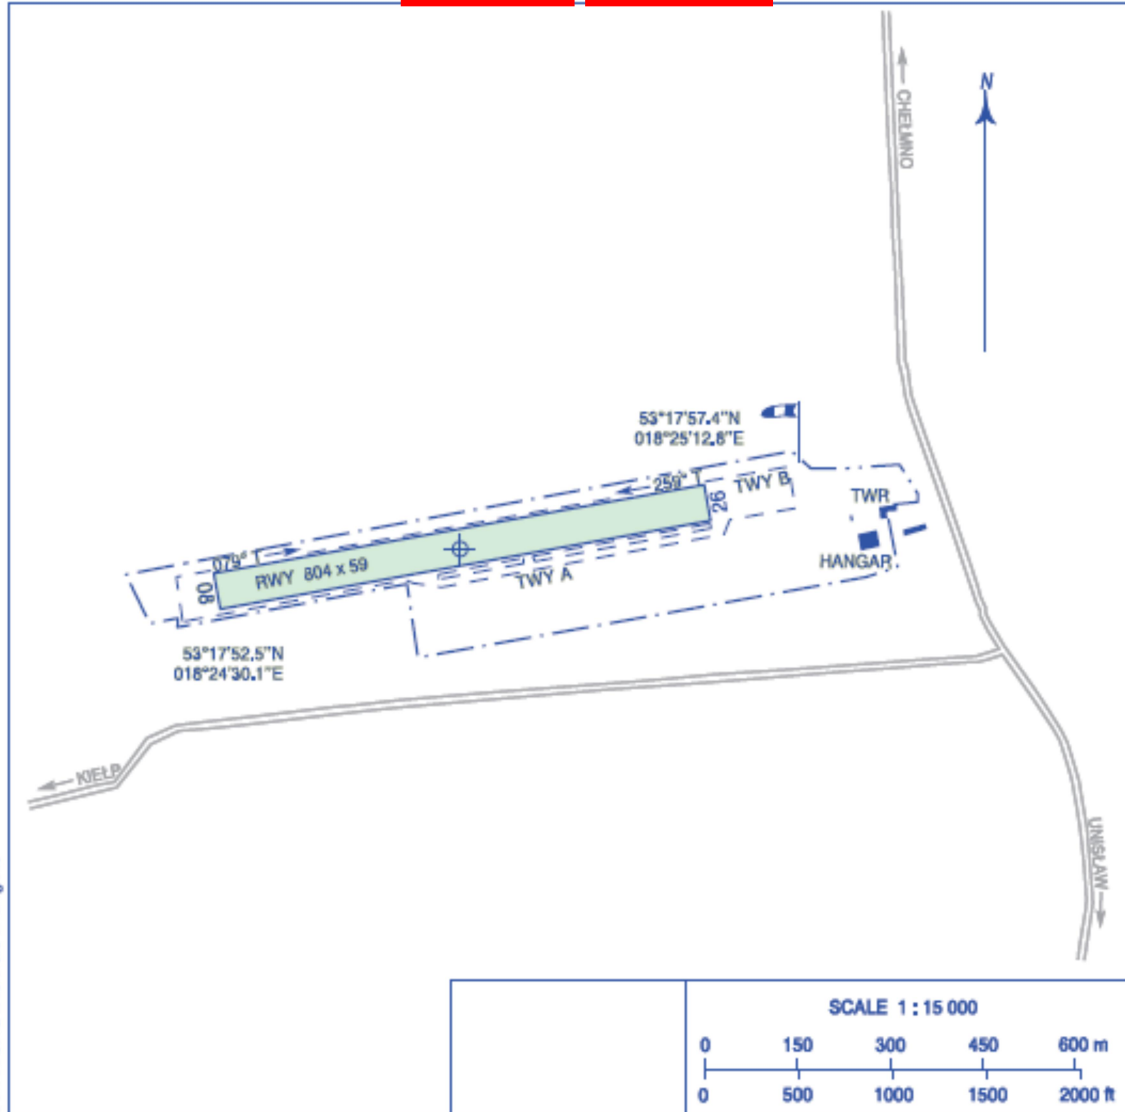 N
CHEŁMNO
53°17'57.4"N
018°25'12.8"E
259° T
26
TWY B
TWR
HANGAR
079° T
08
RWY 804 x 59
TWY A
53°17'52.5"N
018°24'30.1"E
KIEŁP
UNISŁAW
SCALE 1 : 15 000
0 150 300 450 600 m
0 500 1000 1500 2000 ft